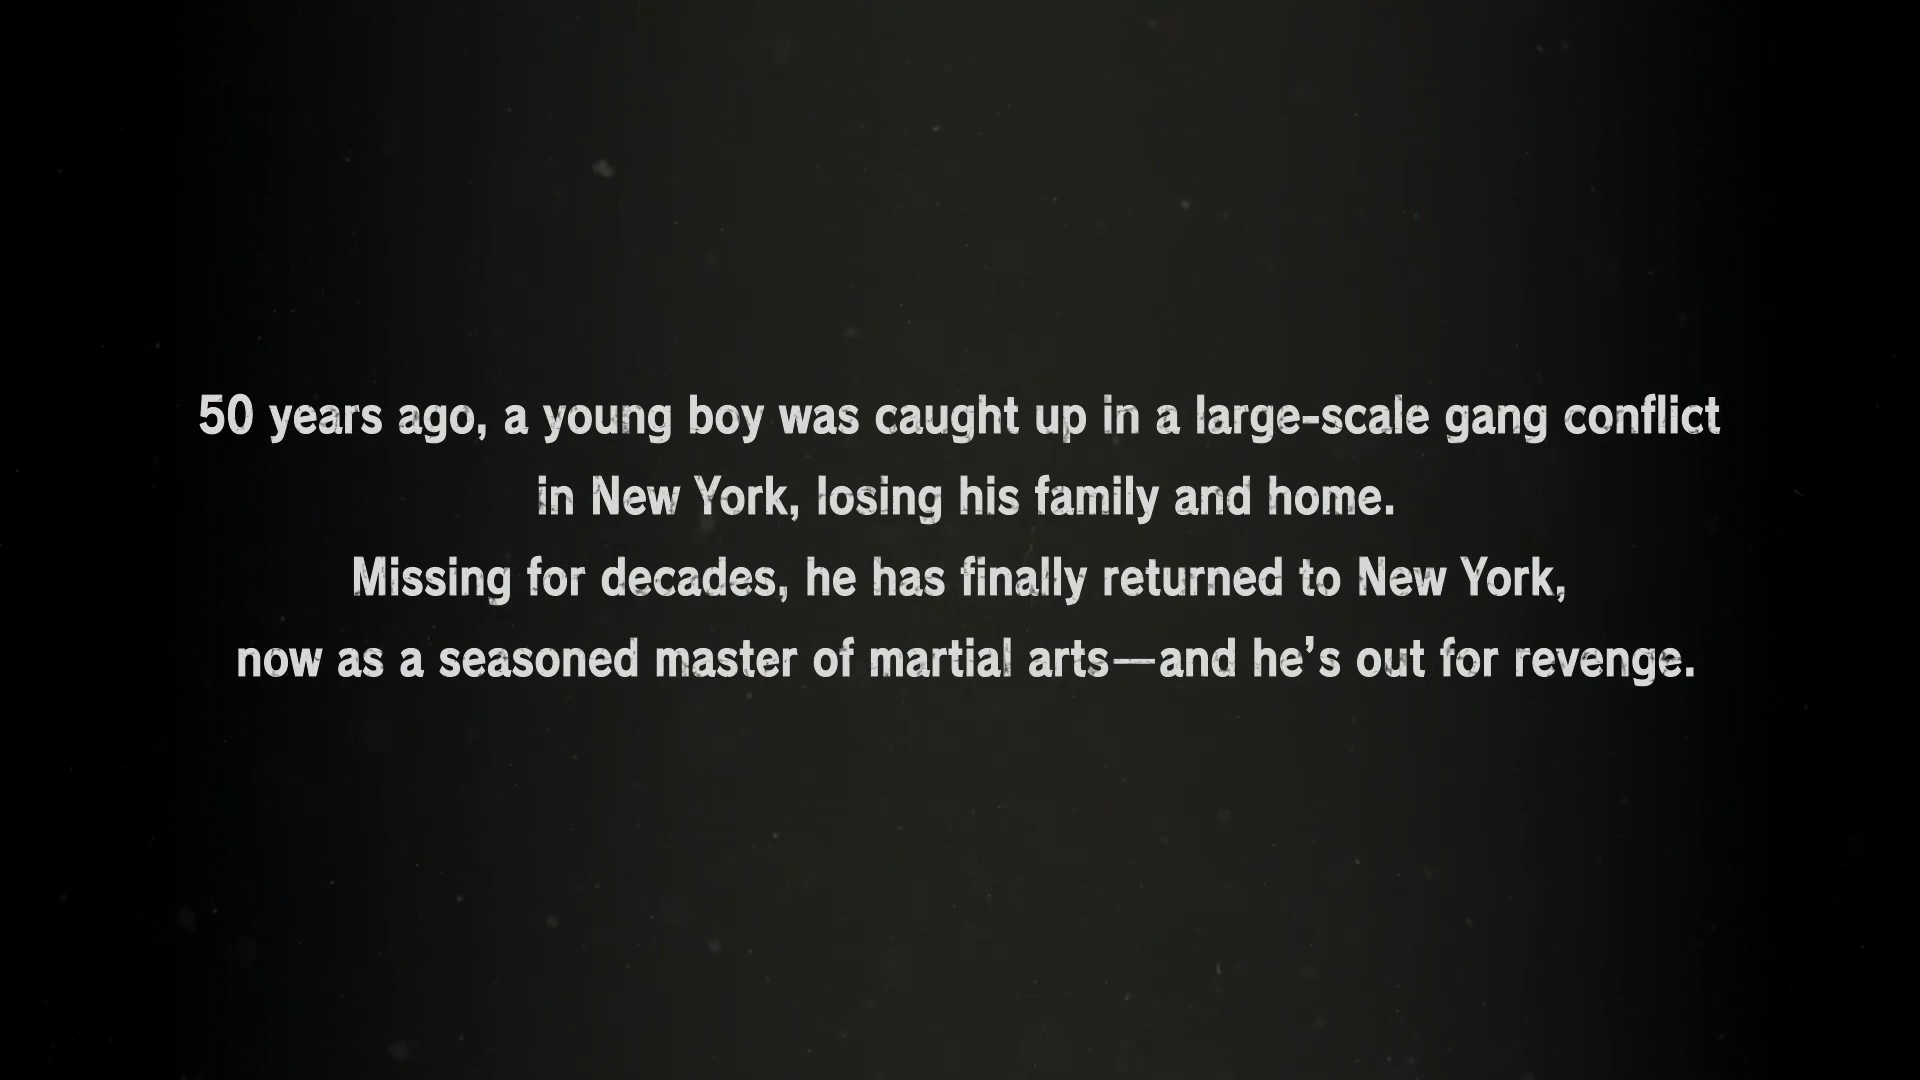 50 years ago, a young boy was caught up in a large-scale gang conflict
in New York, losing his family and home.
Missing for decades, he has finally returned to New York,
now as a seasoned master of martial arts—and he’s out for revenge.